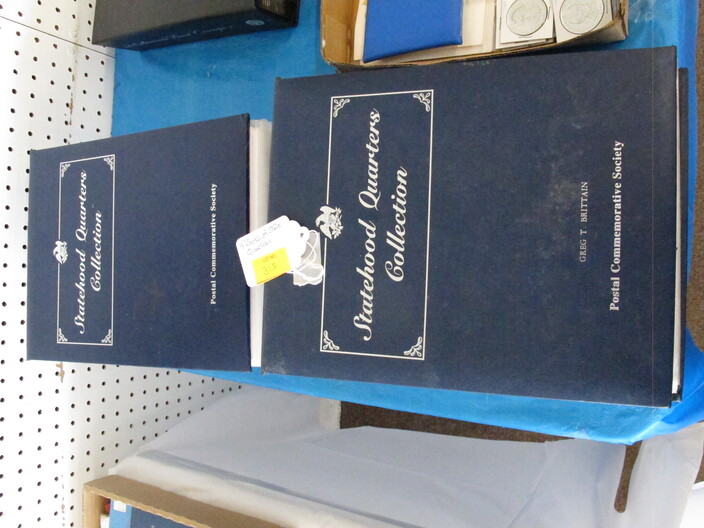 Statehood Quarters
Collection
Postal Commemorative Society
Statehood Quarters
Collection
GREG T. BRITTAIN
Postal Commemorative Society